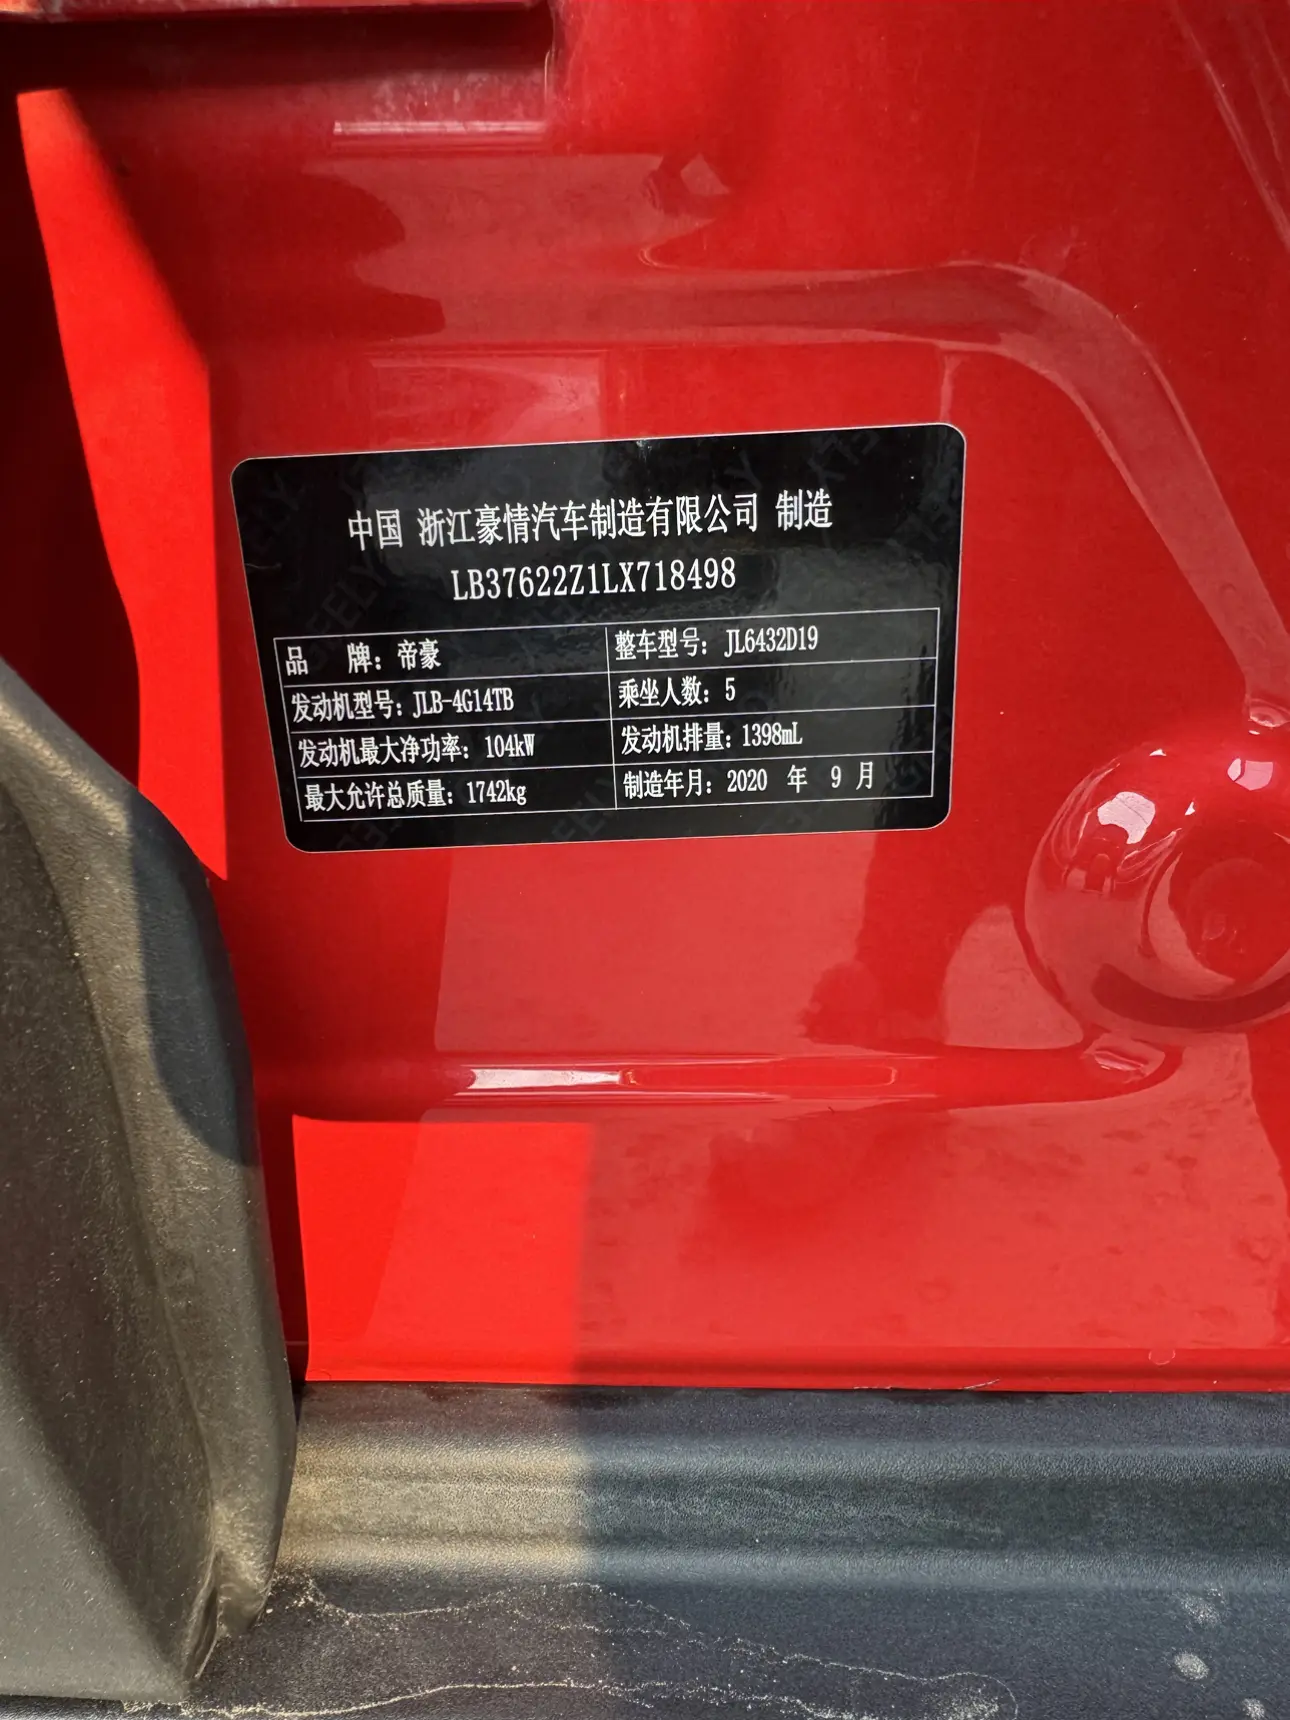 中国 浙江豪情汽车制造有限公司 制造
LB37622Z1LX718498
品 牌：帝豪 整车型号：JL6432D19
发动机型号：JLB-4G14TB 乘坐人数：5
发动机最大净功率：104kW 发动机排量：1398mL
最大允许总质量：1742kg 制造年月：2020 年 9 月